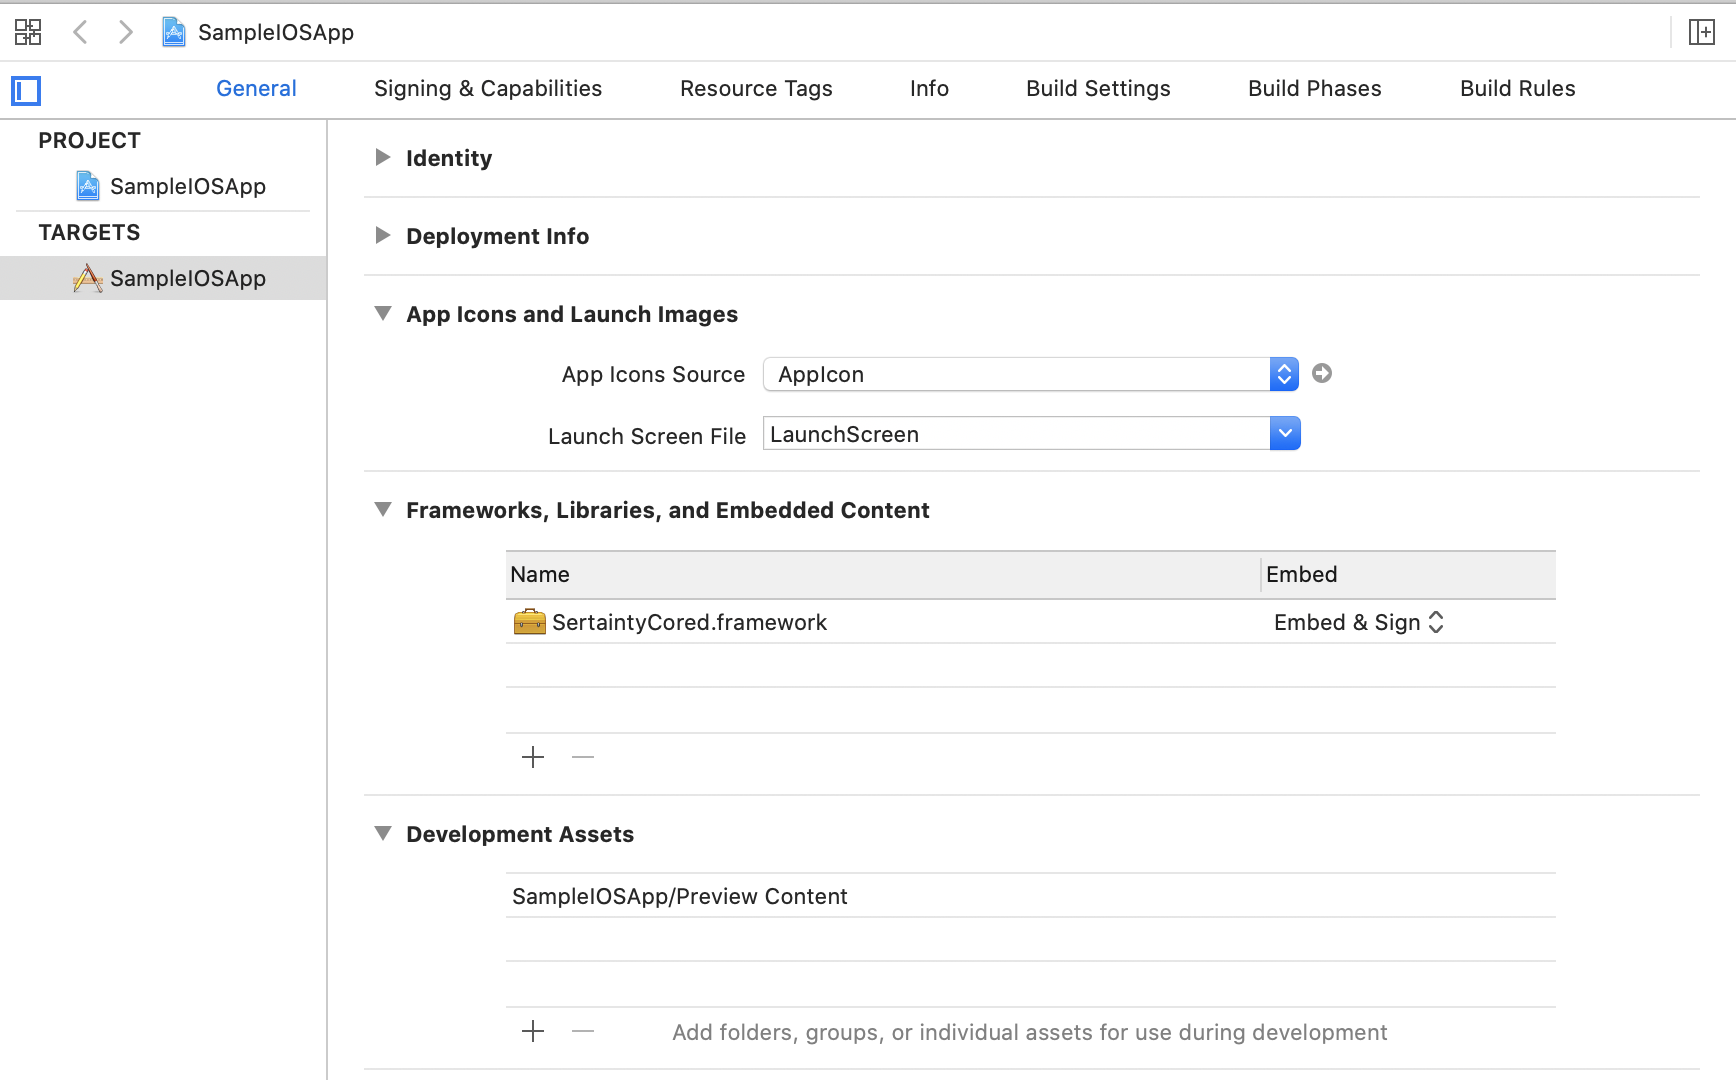 SampleIOSApp
General Signing & Capabilities Resource Tags Info Build Settings Build Phases Build Rules
PROJECT
SampleIOSApp
TARGETS
SampleIOSApp
Identity
Deployment Info
App Icons and Launch Images
App Icons Source AppIcon
Launch Screen File LaunchScreen
Frameworks, Libraries, and Embedded Content
Name Embed
SertaintyCored.framework Embed & Sign
Development Assets
SampleIOSApp/Preview Content
Add folders, groups, or individual assets for use during development